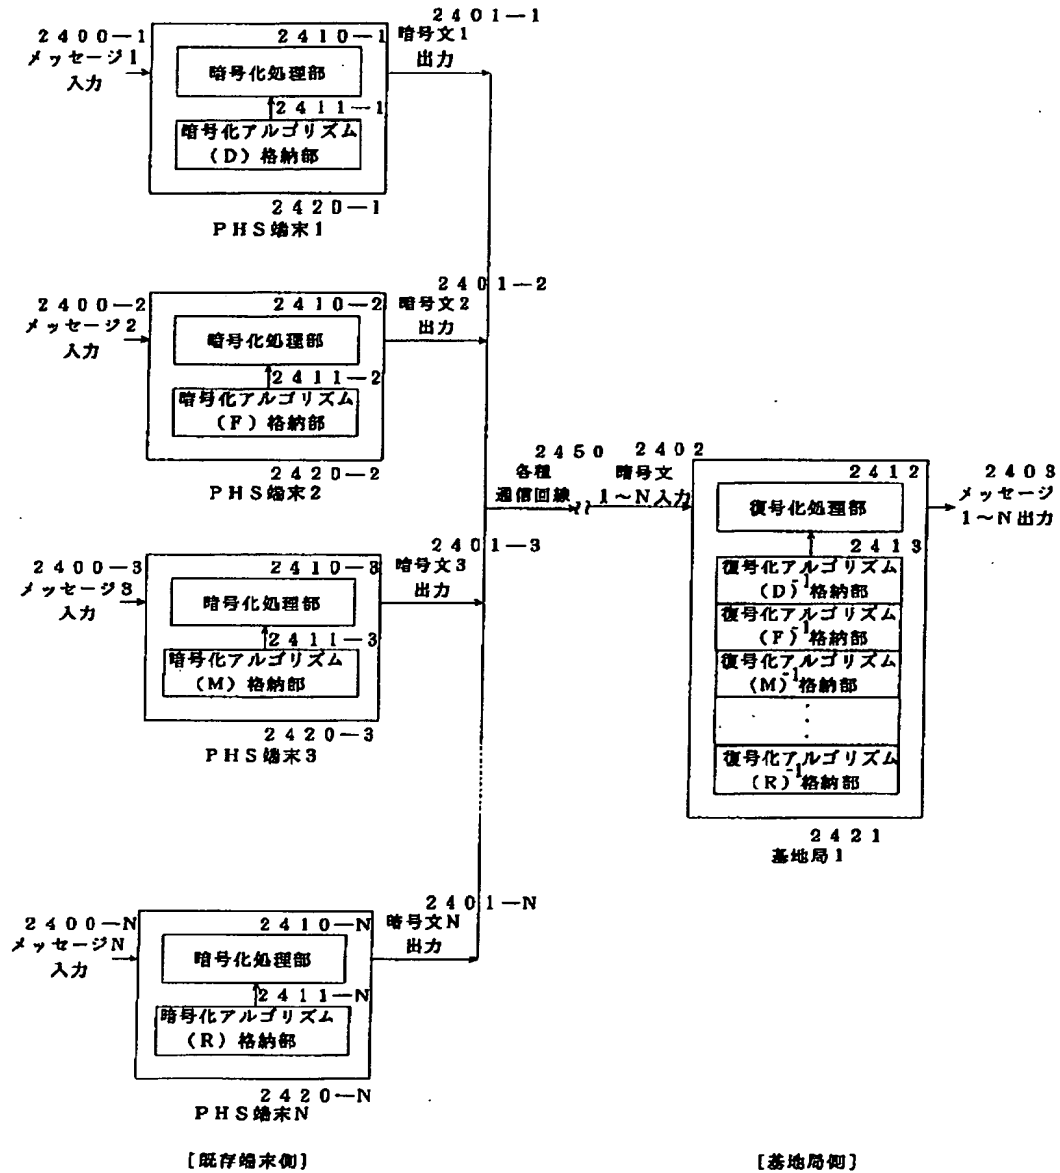 2400−1
メッセージ1
入力
2410−1
暗号化処理部
2411−1
暗号化アルゴリズム
(D)格納部
2420−1
PHS端末1
2401−1
暗号文1
出力
2400−2
メッセージ2
入力
2410−2
暗号化処理部
2411−2
暗号化アルゴリズム
(F)格納部
2420−2
PHS端末2
2401−2
暗号文2
出力
2400−3
メッセージ3
入力
2410−3
暗号化処理部
2411−3
暗号化アルゴリズム
(M)格納部
2420−3
PHS端末3
2401−3
暗号文3
出力
2400−N
メッセージN
入力
2410−N
暗号化処理部
2411−N
暗号化アルゴリズム
(R)格納部
2420−N
PHS端末N
2401−N
暗号文N
出力
2450
各種
通信回線
2402
暗号文
1〜N入力
2412
復号化処理部
2413
復号化アルゴリズム
(D)-1格納部
復号化アルゴリズム
(F)-1格納部
復号化アルゴリズム
(M)-1格納部
復号化アルゴリズム
(R)-1格納部
2421
基地局1
2403
メッセージ
1〜N出力
[既存端末側]
[基地局側]